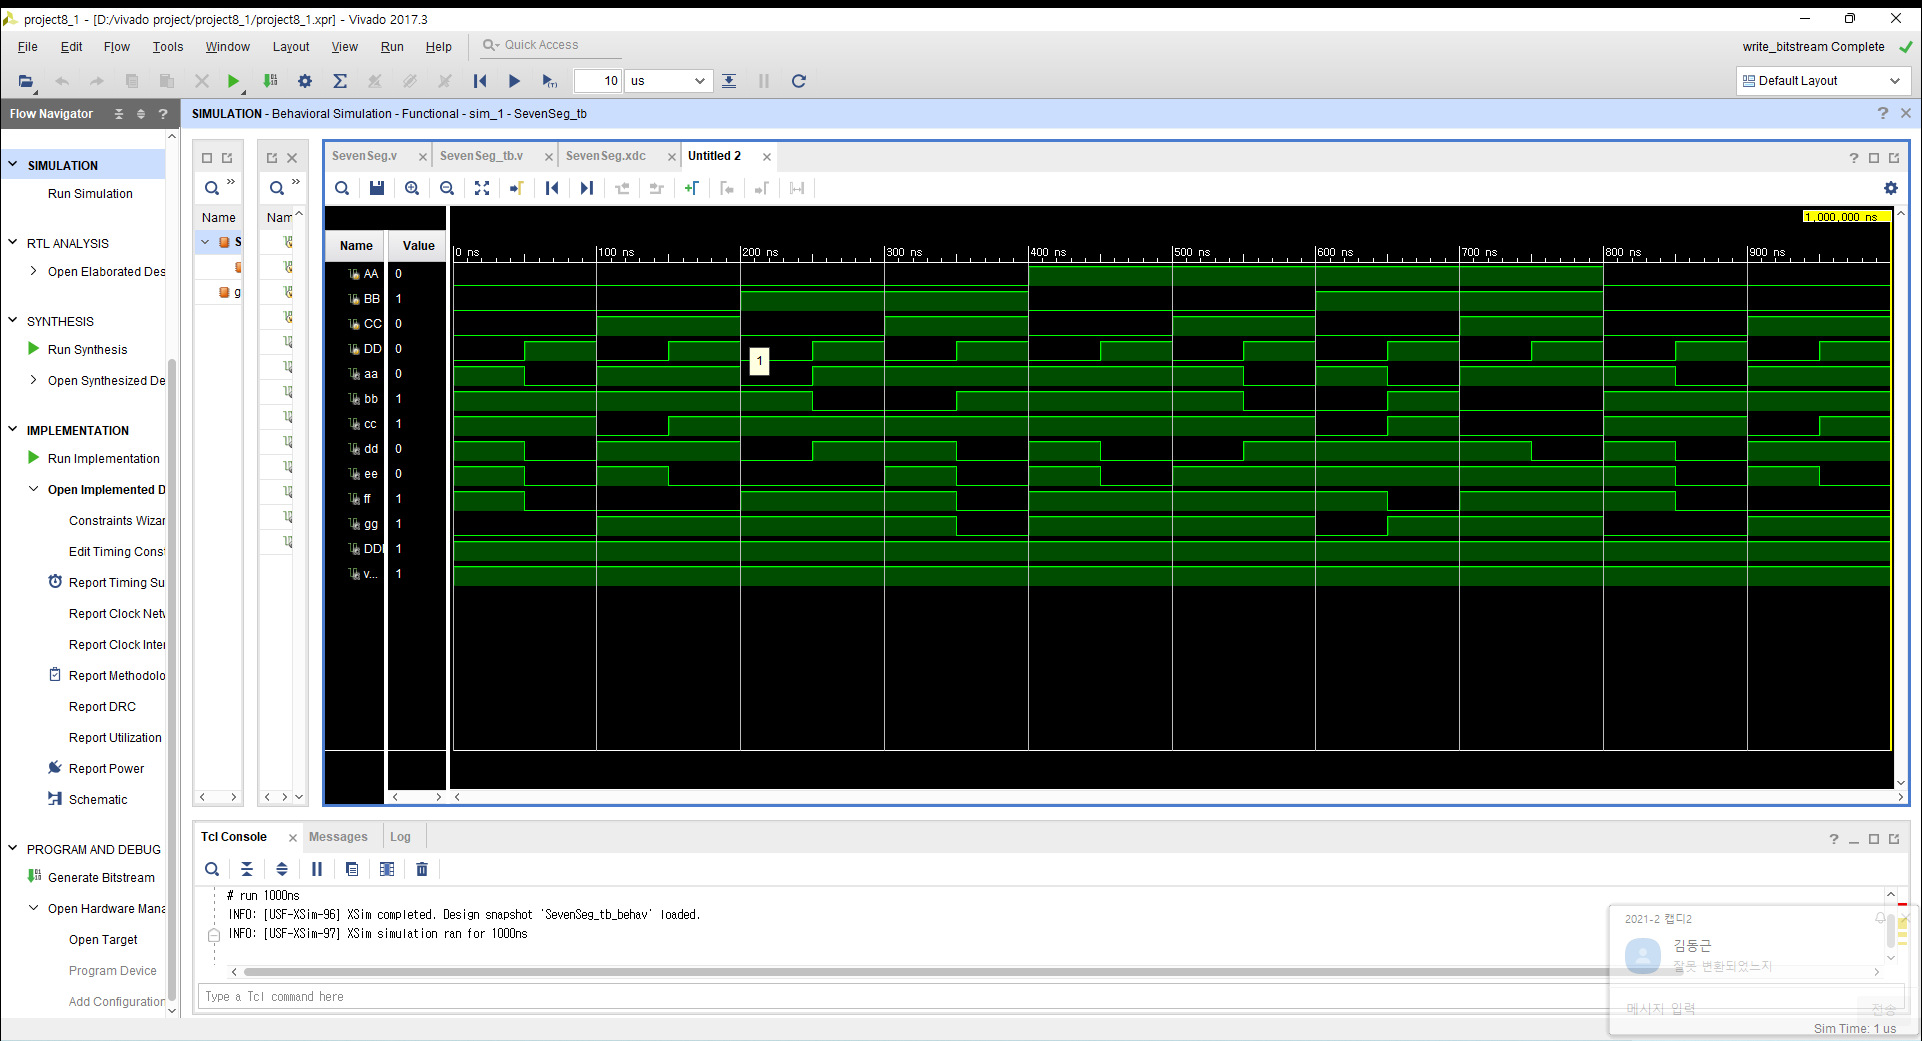 project8_1 - [D:/vivado project/project8_1/project8_1.xpr] - Vivado 2017.3
File Edit Flow Tools Window Layout View Run Help Quick Access
write_bitstream Complete
10 us
Default Layout
Flow Navigator
SIMULATION - Behavioral Simulation - Functional - sim_1 - SevenSeg_tb
SIMULATION
Run Simulation
RTL ANALYSIS
Open Elaborated Des
SYNTHESIS
Run Synthesis
Open Synthesized De
IMPLEMENTATION
Run Implementation
Open Implemented D
Constraints Wizar
Edit Timing Const
Report Timing Su
Report Clock Netw
Report Clock Inter
Report Methodolo
Report DRC
Report Utilization
Report Power
Schematic
PROGRAM AND DEBUG
Generate Bitstream
Open Hardware Mana
Open Target
Program Device
Add Configuration
Name
S
g
Nam
SevenSeg.v SevenSeg_tb.v SevenSeg.xdc Untitled 2
1,000,000 ns
Name Value
0 ns 100 ns 200 ns 300 ns 400 ns 500 ns 600 ns 700 ns 800 ns 900 ns
AA 0
BB 1
CC 0
DD 0
1
aa 0
bb 1
cc 1
dd 0
ee 0
ff 1
gg 1
DDI 1
v... 1
Tcl Console Messages Log
# run 1000ns
INFO: [USF-XSim-96] XSim completed. Design snapshot 'SevenSeg_tb_behav' loaded.
INFO: [USF-XSim-97] XSim simulation ran for 1000ns
Type a Tcl command here
2021-2 캡디2
김동근
잘못 변환되었느지
메시지 입력
전송
Sim Time: 1 us